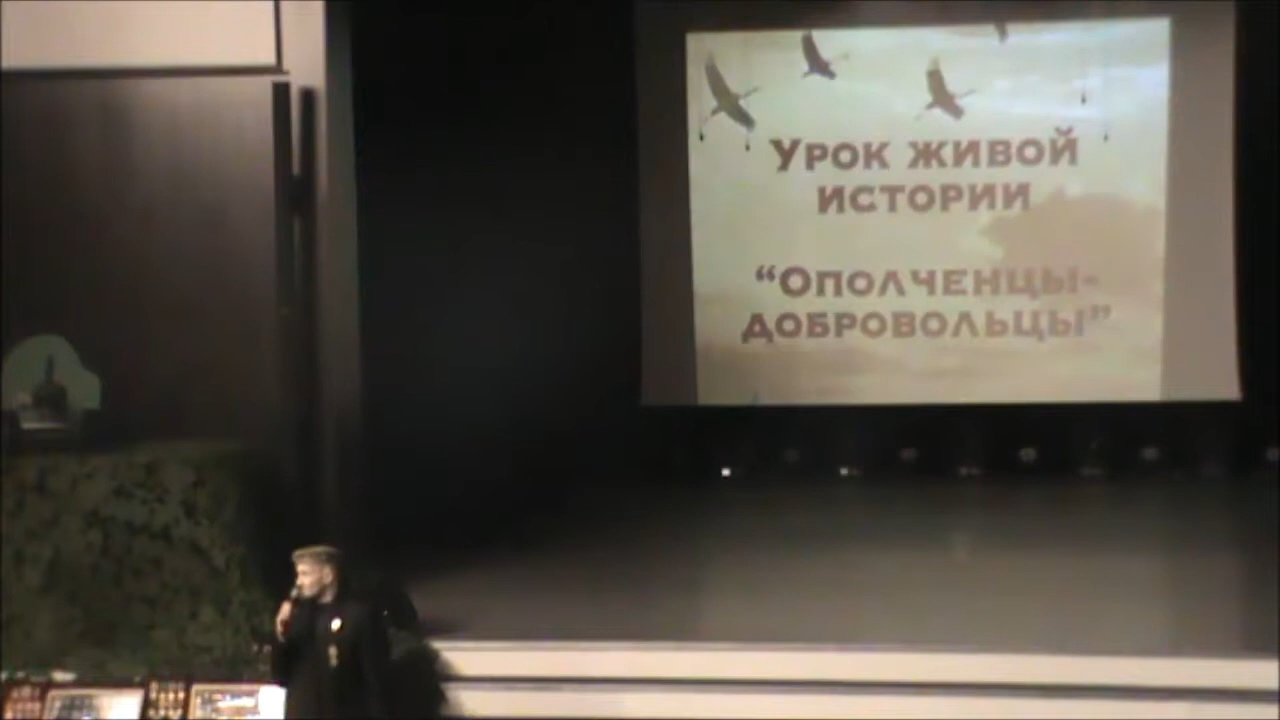 Урок живой
истории
“Ополченцы-
добровольцы”